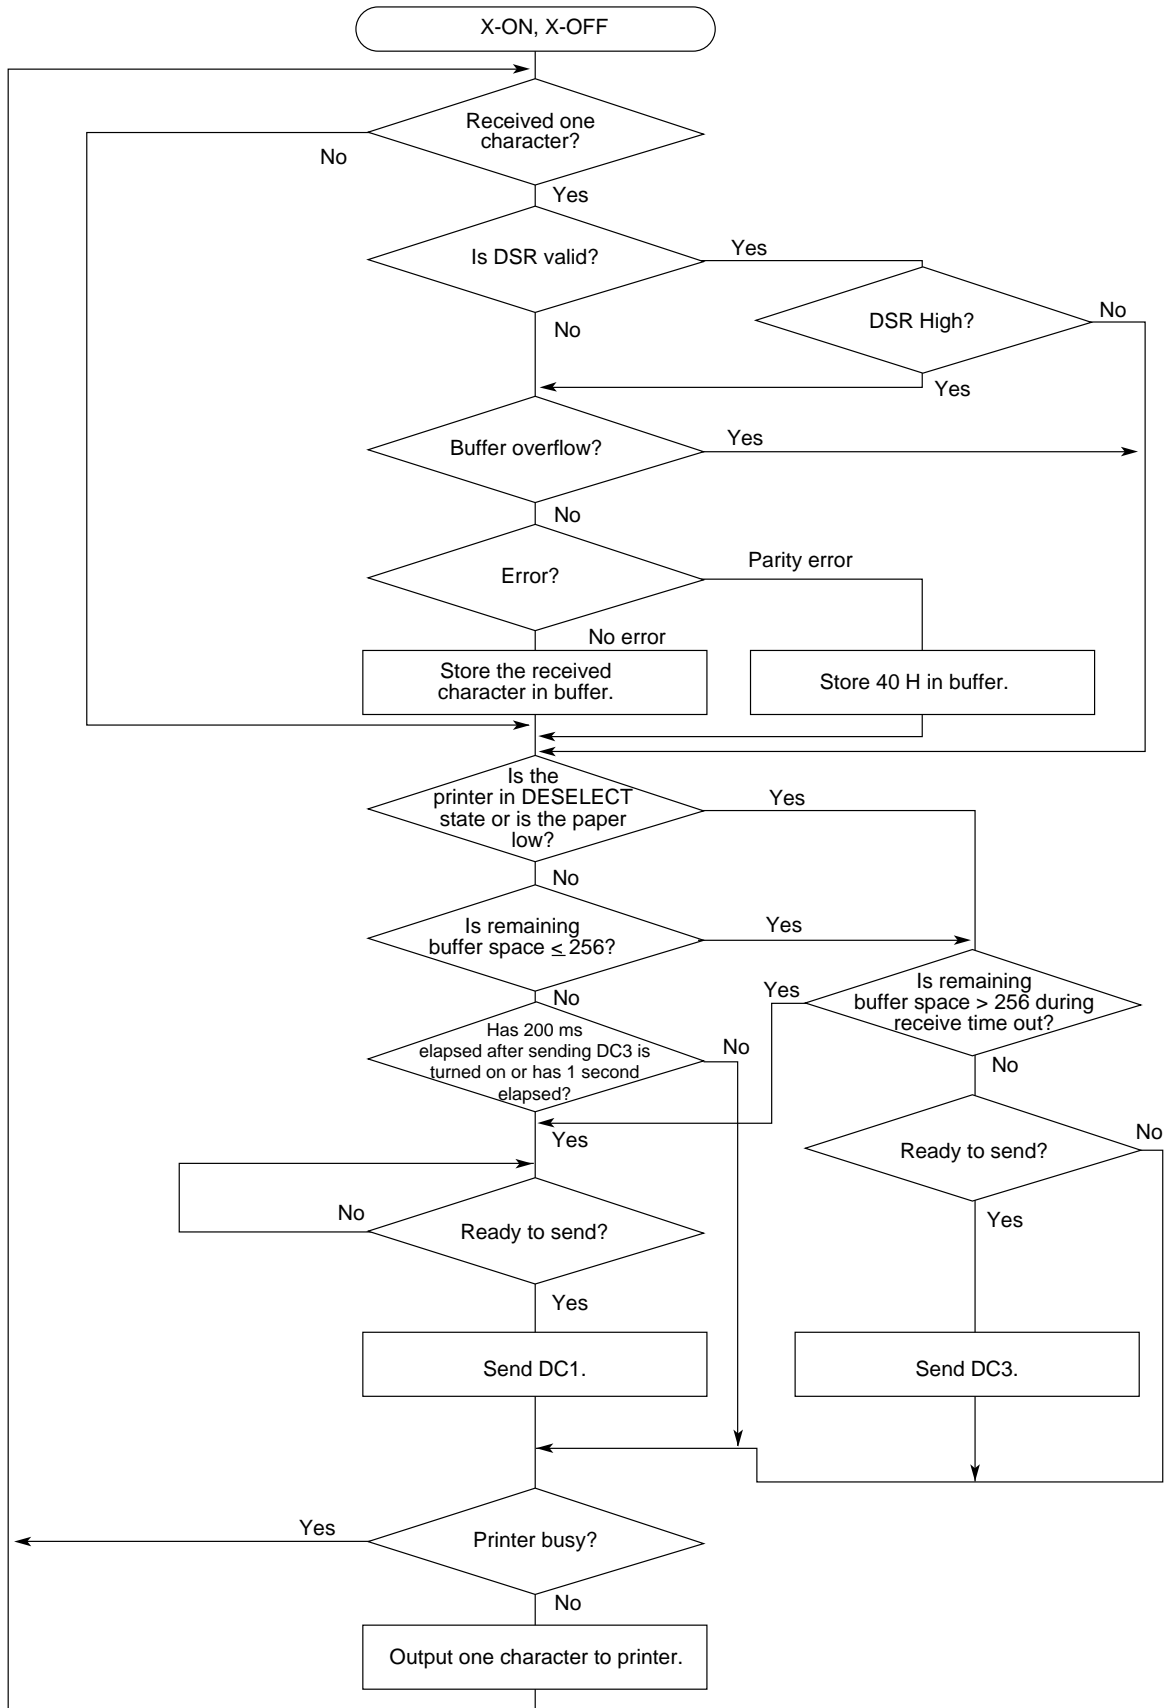 X-ON, X-OFF
Received one
character?
No
Yes
Is DSR valid?
Yes
No
DSR High?
No
Yes
Buffer overflow?
Yes
No
Error?
Parity error
No error
Store the received
character in buffer.
Store 40 H in buffer.
Is the
printer in DESELECT
state or is the paper
low?
Yes
No
Is remaining
buffer space ≤ 256?
Yes
No
Is remaining
buffer space > 256 during
receive time out?
Yes
No
Has 200 ms
elapsed after sending DC3 is
turned on or has 1 second
elapsed?
No
Yes
Ready to send?
No
Yes
Ready to send?
No
Yes
Send DC1.
Send DC3.
Printer busy?
Yes
No
Output one character to printer.